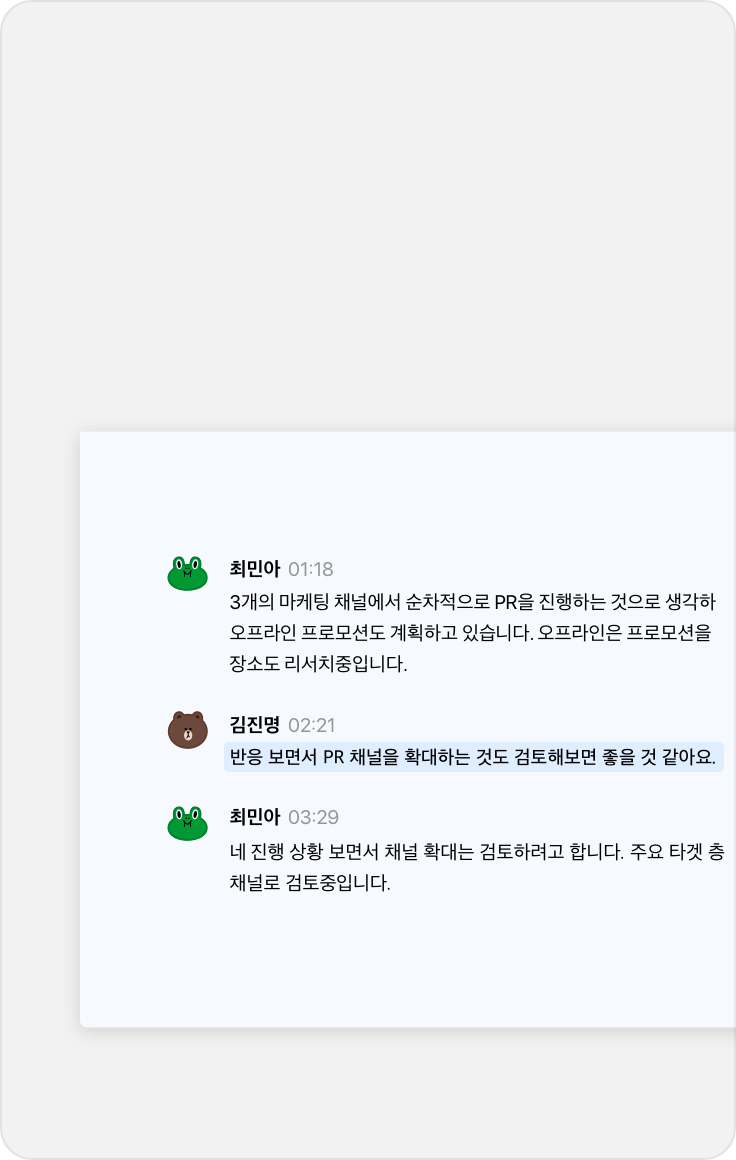 최민아 01:18
3개의 마케팅 채널에서 순차적으로 PR을 진행하는 것으로 생각하
오프라인 프로모션도 계획하고 있습니다. 오프라인은 프로모션을
장소도 리서치중입니다.
김진명 02:21
반응 보면서 PR 채널을 확대하는 것도 검토해보면 좋을 것 같아요.
최민아 03:29
네 진행 상황 보면서 채널 확대는 검토하려고 합니다. 주요 타겟 층
채널로 검토중입니다.